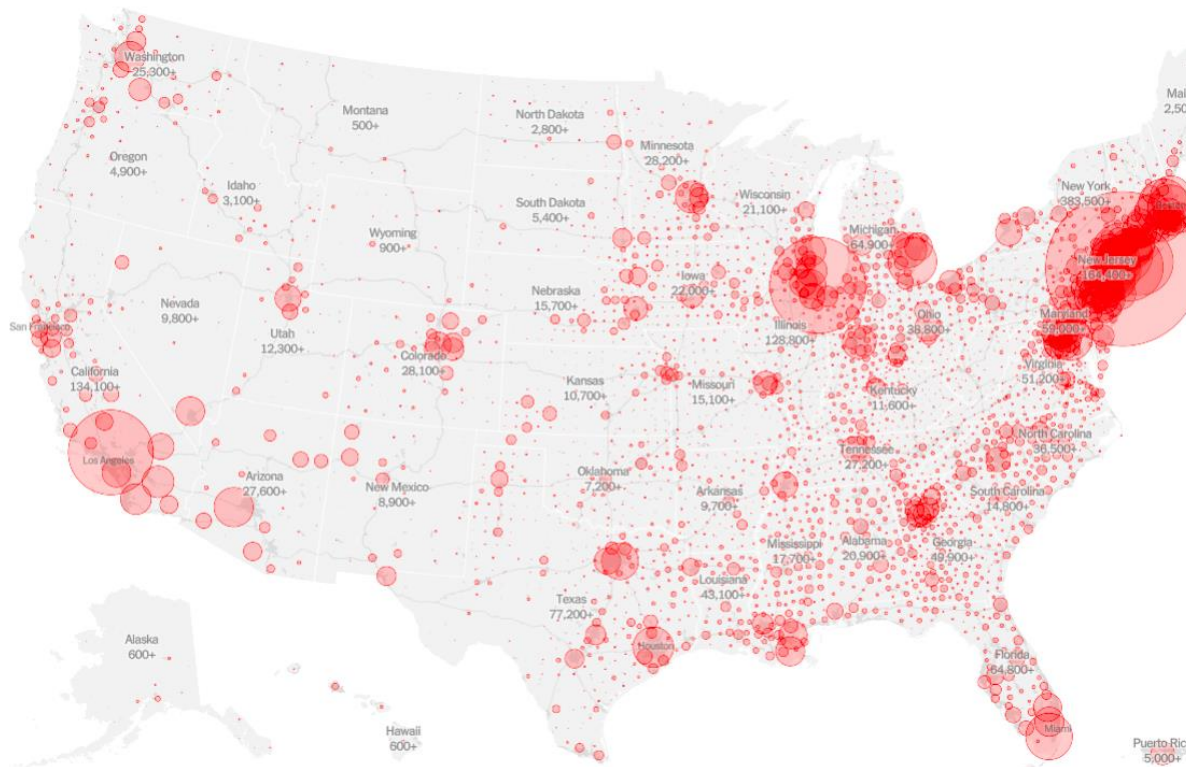 Washington
25,300+
Montana
500+
North Dakota
2,800+
Minnesota
28,200+
Oregon
4,900+
Idaho
3,100+
South Dakota
5,400+
Wisconsin
21,100+
Michigan
64,900+
New York
383,500+
Mai
2,50
Wyoming
900+
Nebraska
15,700+
Iowa
22,000+
New Jersey
164,400+
San Francisco
Nevada
9,800+
Utah
12,300+
Colorado
28,100+
Illinois
128,800+
Ohio
38,800+
Maryland
59,000+
California
134,100+
Kansas
10,700+
Missouri
15,100+
Kentucky
11,600+
Virginia
51,200+
Los Angeles
Arizona
27,600+
New Mexico
8,900+
Oklahoma
7,200+
Arkansas
9,700+
Tennessee
27,200+
North Carolina
36,500+
South Carolina
14,800+
Mississippi
17,700+
Alabama
20,900+
Georgia
49,900+
Texas
77,200+
Louisiana
43,100+
Houston
Alaska
600+
Hawaii
600+
Florida
64,800+
Miami
Puerto Ric
5,000+